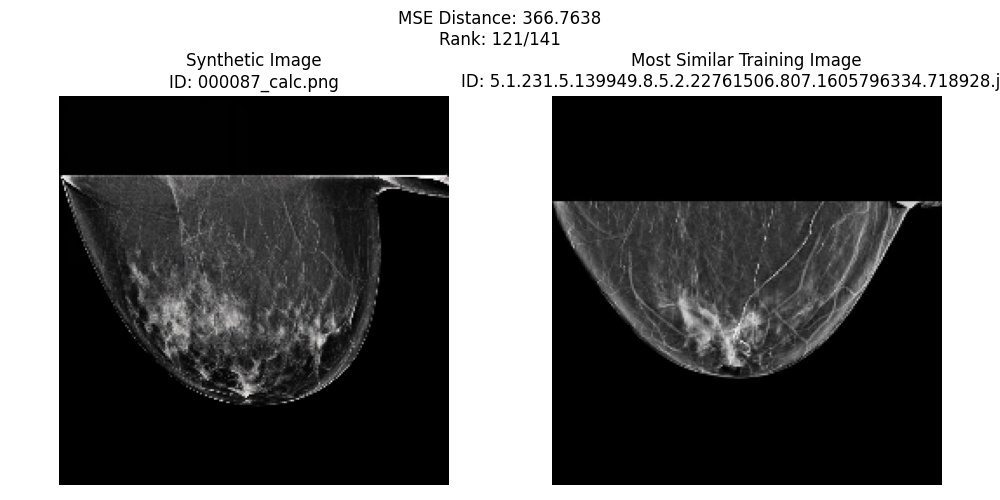 MSE Distance: 366.7638
Rank: 121/141
Synthetic Image
ID: 000087_calc.png
Most Similar Training Image
ID: 5.1.231.5.139949.8.5.2.22761506.807.1605796334.718928.j